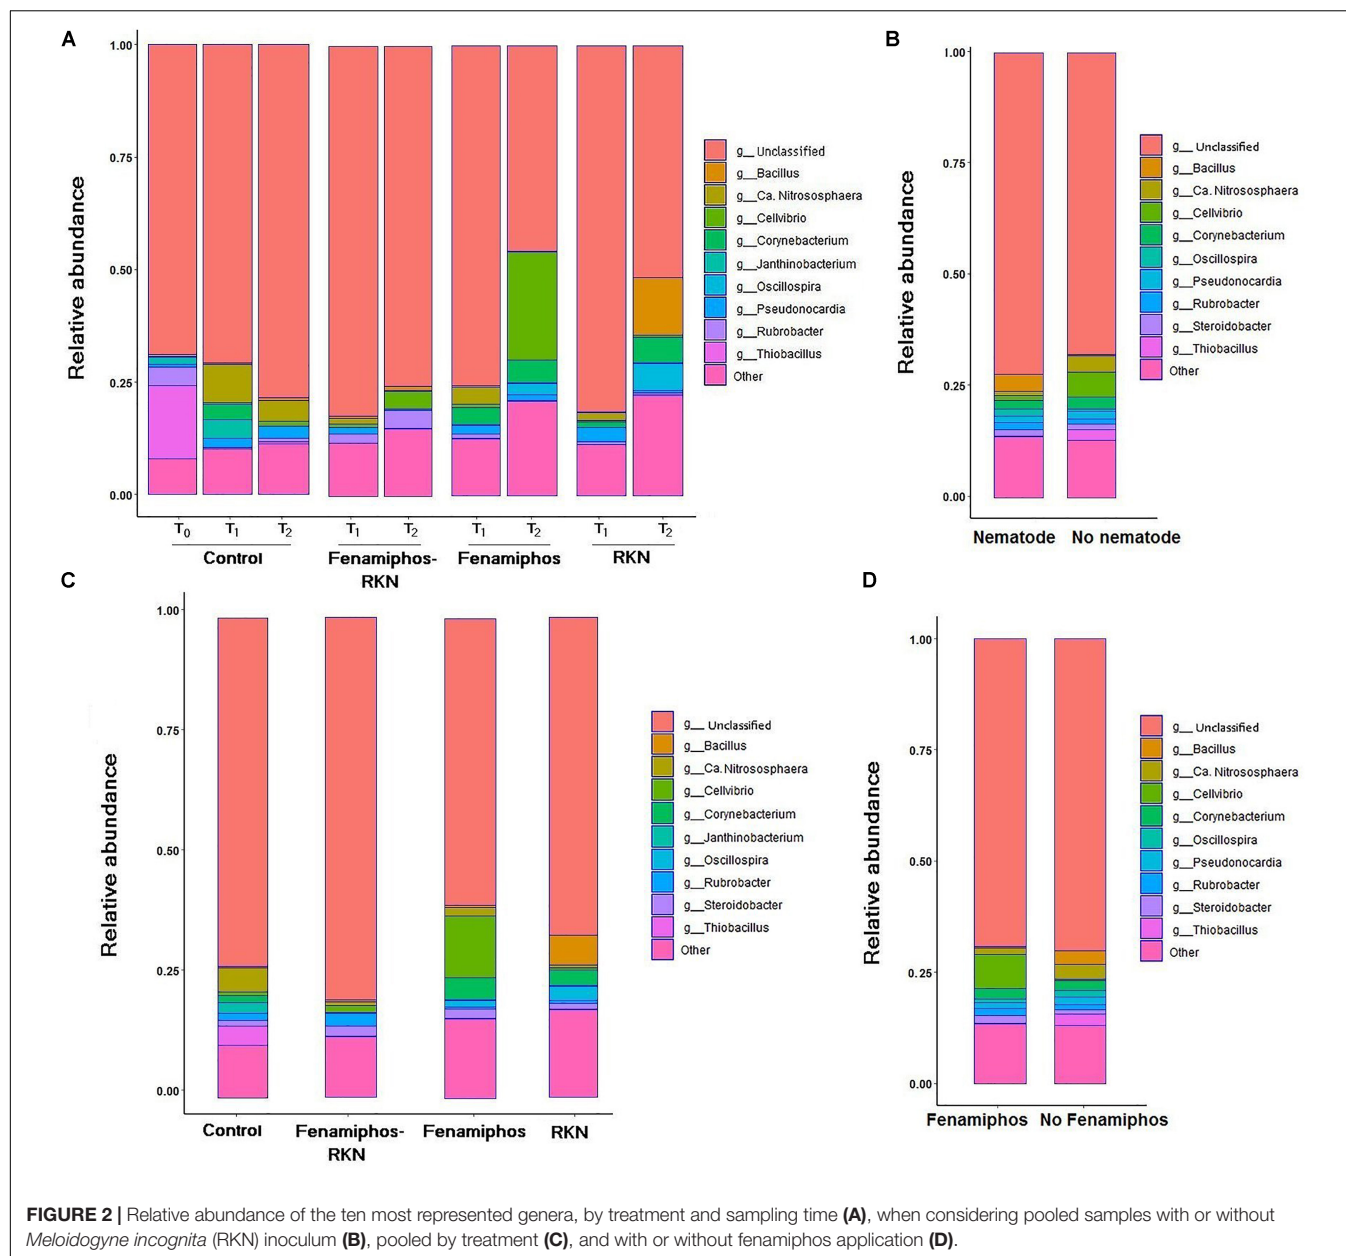 A
Relative abundance
1.00
0.75
0.50
0.25
0.00
T0 T1 T2 T1 T2 T1 T2 T1 T2
Control Fenamiphos-RKN Fenamiphos RKN
g__Unclassified
g__Bacillus
g__Ca. Nitrososphaera
g__Cellvibrio
g__Corynebacterium
g__Janthinobacterium
g__Oscillospira
g__Pseudonocardia
g__Rubrobacter
g__Thiobacillus
Other
B
Relative abundance
1.00
0.75
0.50
0.25
0.00
Nematode No nematode
g__Unclassified
g__Bacillus
g__Ca. Nitrososphaera
g__Cellvibrio
g__Corynebacterium
g__Oscillospira
g__Pseudonocardia
g__Rubrobacter
g__Steroidobacter
g__Thiobacillus
Other
C
Relative abundance
1.00
0.75
0.50
0.25
0.00
Control Fenamiphos-RKN Fenamiphos RKN
g__Unclassified
g__Bacillus
g__Ca. Nitrososphaera
g__Cellvibrio
g__Corynebacterium
g__Janthinobacterium
g__Oscillospira
g__Rubrobacter
g__Steroidobacter
g__Thiobacillus
Other
D
Relative abundance
1.00
0.75
0.50
0.25
0.00
Fenamiphos No Fenamiphos
g__Unclassified
g__Bacillus
g__Ca. Nitrososphaera
g__Cellvibrio
g__Corynebacterium
g__Oscillospira
g__Pseudonocardia
g__Rubrobacter
g__Steroidobacter
g__Thiobacillus
Other
FIGURE 2 | Relative abundance of the ten most represented genera, by treatment and sampling time (A), when considering pooled samples with or without
Meloidogyne incognita (RKN) inoculum (B), pooled by treatment (C), and with or without fenamiphos application (D).